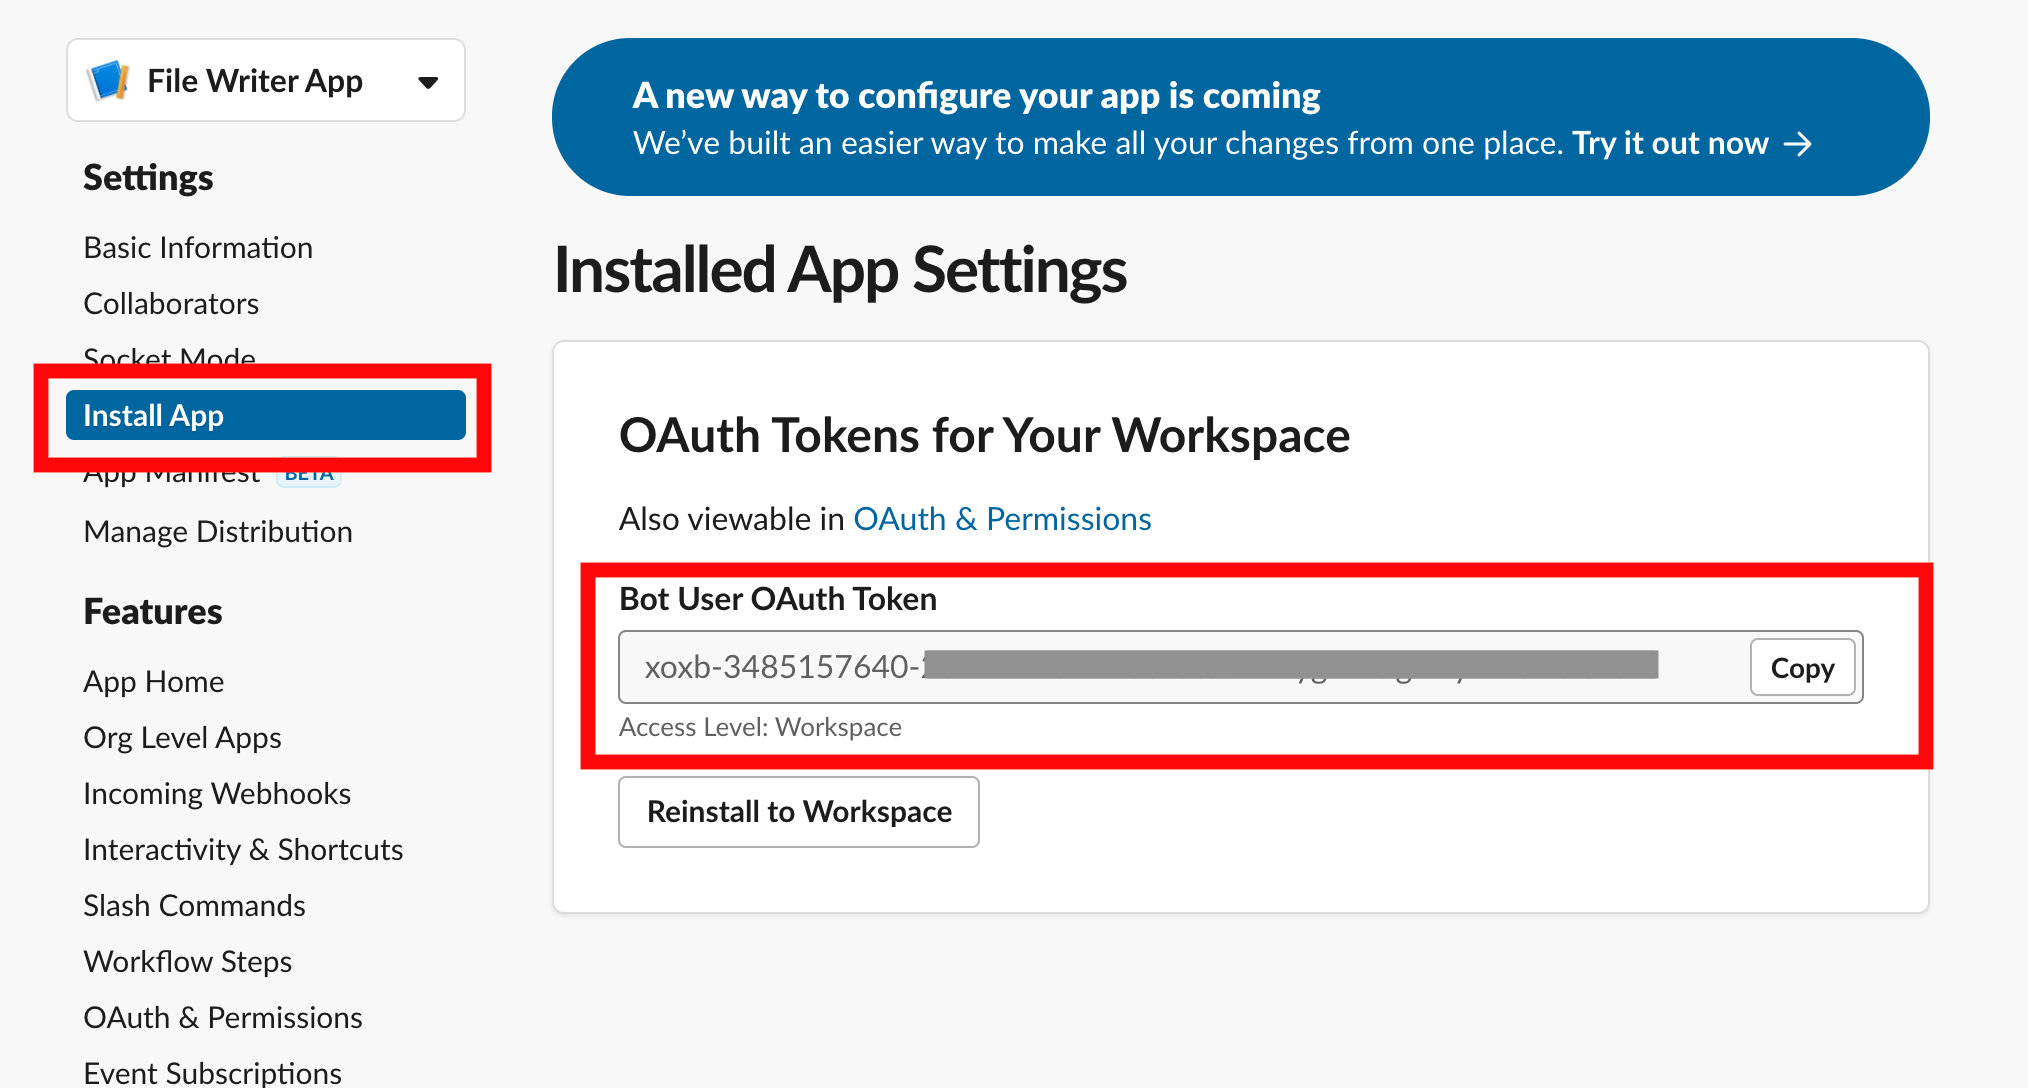 File Writer App
Settings
Basic Information
Collaborators
Socket Mode
Install App
App Manifest BETA
Manage Distribution
Features
App Home
Org Level Apps
Incoming Webhooks
Interactivity & Shortcuts
Slash Commands
Workflow Steps
OAuth & Permissions
Event Subscriptions
A new way to configure your app is coming
We’ve built an easier way to make all your changes from one place. Try it out now →
Installed App Settings
OAuth Tokens for Your Workspace
Also viewable in OAuth & Permissions
Bot User OAuth Token
xoxb-3485157640-
Copy
Access Level: Workspace
Reinstall to Workspace